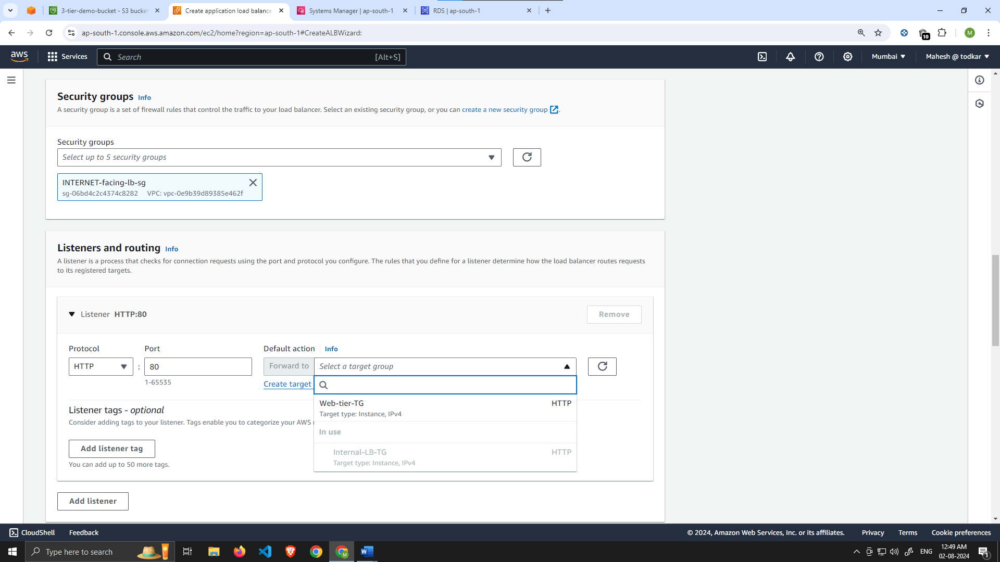 3-tier-demo-bucket - S3 bucket
Create application load balance
Systems Manager | ap-south-1
RDS | ap-south-1
ap-south-1.console.aws.amazon.com/ec2/home?region=ap-south-1#CreateALBWizard:
10
M
aws
Services
Search
[Alt+S]
Mumbai
Mahesh @ todkar
Security groups Info
A security group is a set of firewall rules that control the traffic to your load balancer. Select an existing security group, or you can create a new security group.
Security groups
Select up to 5 security groups
INTERNET-facing-lb-sg
sg-06bd4c2c4374c8282 VPC: vpc-0e9b39d89385e462f
Listeners and routing Info
A listener is a process that checks for connection requests using the port and protocol you configure. The rules that you define for a listener determine how the load balancer routes requests
to its registered targets.
Listener HTTP:80
Remove
Protocol
Port
Default action
Info
HTTP
:
80
Forward to
Select a target group
1-65535
Create target
Web-tier-TG
HTTP
Target type: Instance, IPv4
In use
Internal-LB-TG
HTTP
Target type: Instance, IPv4
Listener tags - optional
Consider adding tags to your listener. Tags enable you to categorize your AWS
Add listener tag
You can add up to 50 more tags.
Add listener
CloudShell
Feedback
© 2024, Amazon Web Services, Inc. or its affiliates.
Privacy
Terms
Cookie preferences
Type here to search
ENG
12:49 AM
02-08-2024
1